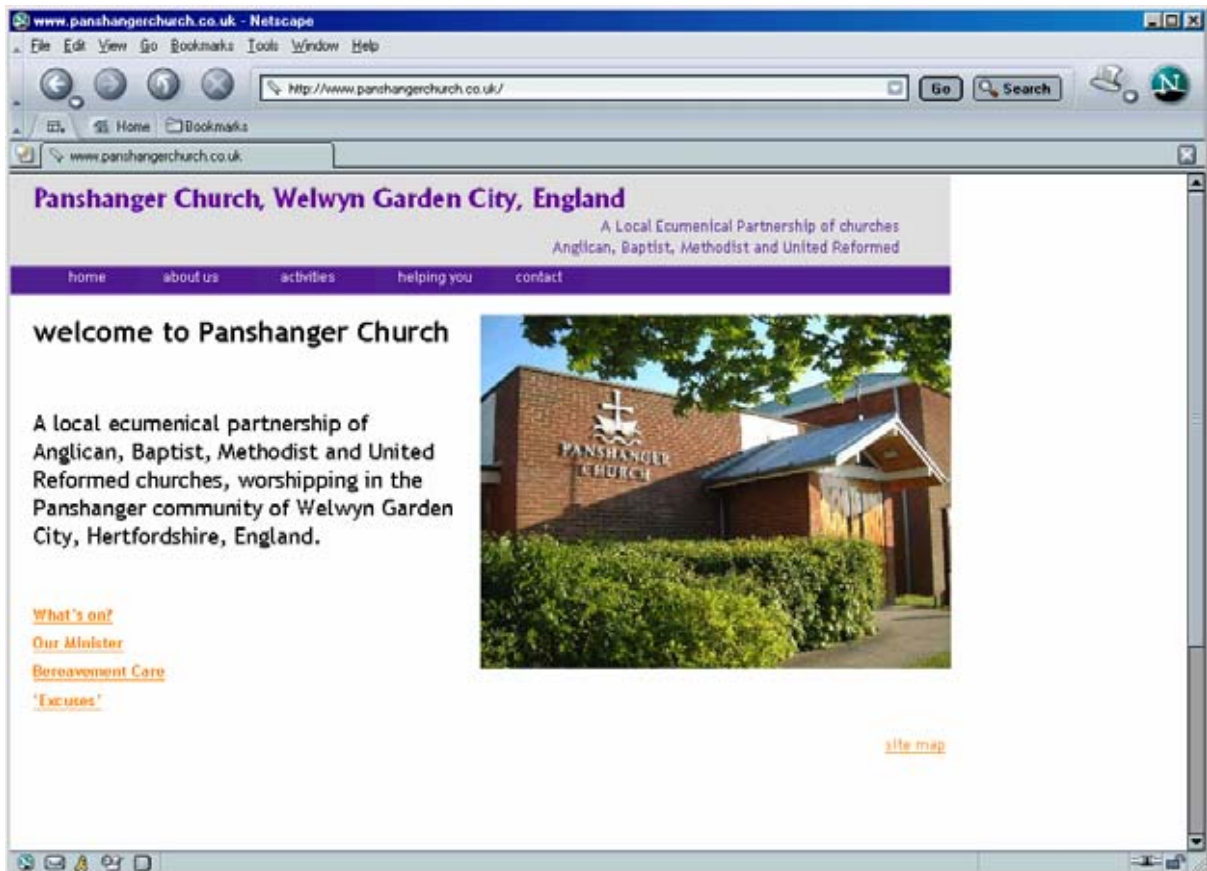 www.panshangerchurch.co.uk - Netscape
File Edit View Go Bookmarks Tools Window Help
http://www.panshangerchurch.co.uk/ Go Search N
Home Bookmarks
www.panshangerchurch.co.uk
Panshanger Church, Welwyn Garden City, England
A Local Ecumenical Partnership of churches
Anglican, Baptist, Methodist and United Reformed
home about us activities helping you contact
welcome to Panshanger Church
A local ecumenical partnership of
Anglican, Baptist, Methodist and United
Reformed churches, worshipping in the
Panshanger community of Welwyn Garden
City, Hertfordshire, England.
PANSHANGER
CHURCH
What's on?
Our Minister
Bereavement Care
'Excuses'
site map